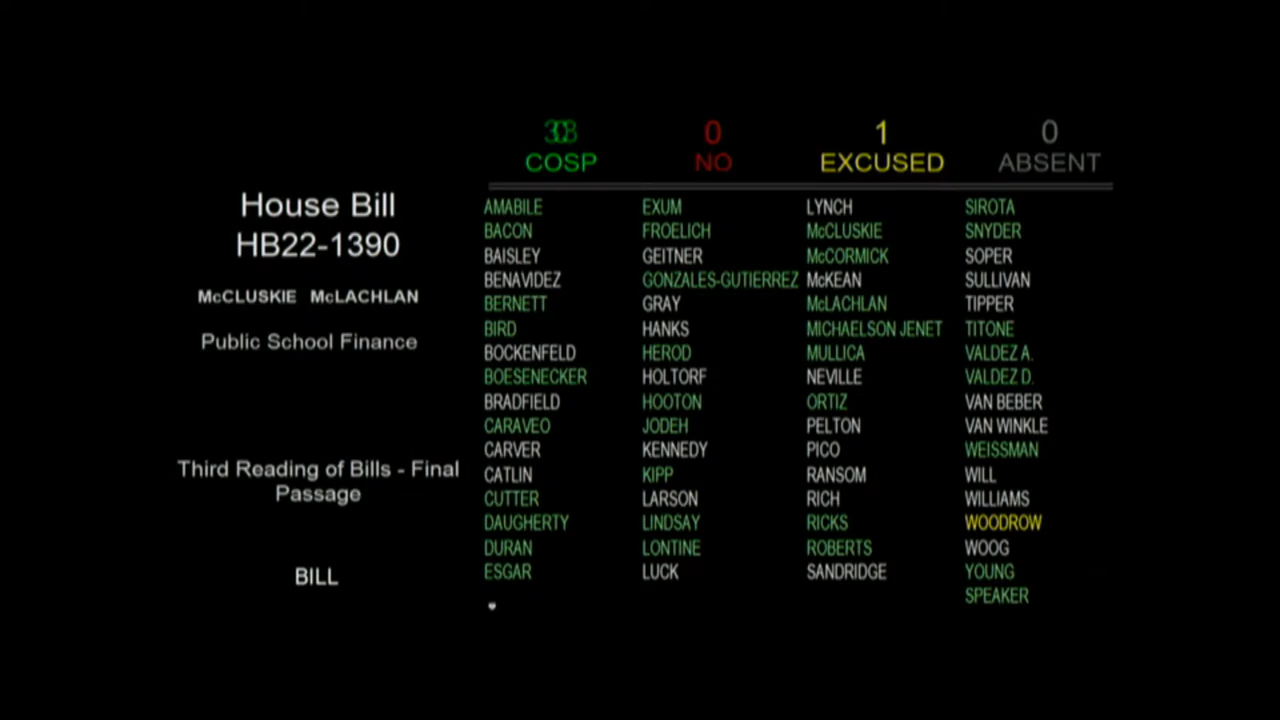 0 1 0
COSP NO EXCUSED ABSENT
House Bill
HB22-1390
McCLUSKIE McLACHLAN
Public School Finance
Third Reading of Bills - Final
Passage
BILL
AMABILE
BACON
BAISLEY
BENAVIDEZ
BERNETT
BIRD
BOCKENFELD
BOESENECKER
BRADFIELD
CARAVEO
CARVER
CATLIN
CUTTER
DAUGHERTY
DURAN
ESGAR
EXUM
FROELICH
GEITNER
GONZALES-GUTIERREZ
GRAY
HANKS
HEROD
HOLTORF
HOOTON
JODEH
KENNEDY
KIPP
LARSON
LINDSAY
LONTINE
LUCK
LYNCH
McCLUSKIE
McCORMICK
McKEAN
McLACHLAN
MICHAELSON JENET
MULLICA
NEVILLE
ORTIZ
PELTON
PICO
RANSOM
RICH
RICKS
ROBERTS
SANDRIDGE
SIROTA
SNYDER
SOPER
SULLIVAN
TIPPER
TITONE
VALDEZ A.
VALDEZ D.
VAN BEBER
VAN WINKLE
WEISSMAN
WILL
WILLIAMS
WOODROW
WOOG
YOUNG
SPEAKER